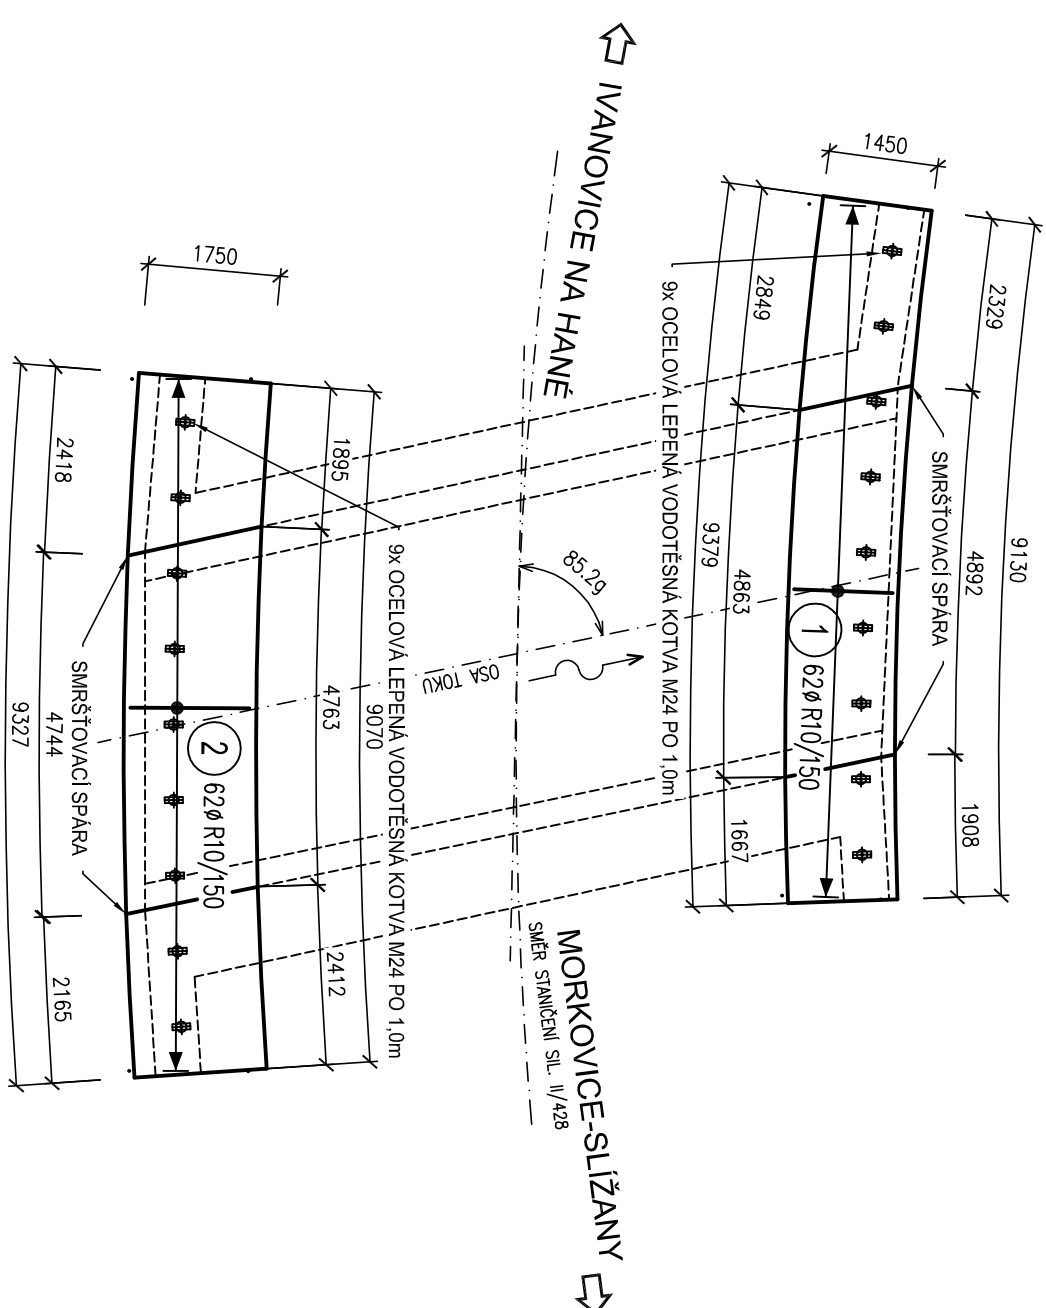 IVANOVICE NA HANÉ
1450
1750
2849
2329
9x OCELOVÁ LEPENÁ VODOTĚSNÁ KOTVA M24 PO 1,0m
SMRŠŤOVACÍ SPÁRA
9130
4892
9379
4863
1
62ø R10/150
1908
1667
85.2g
OSA TOKU
2418
1895
9x OCELOVÁ LEPENÁ VODOTĚSNÁ KOTVA M24 PO 1,0m
SMRŠŤOVACÍ SPÁRA
9327
4744
4763
9070
2
62ø R10/150
2165
2412
MORKOVICE-SLÍŽANY
SMĚR STANIČENÍ SIL. II/428